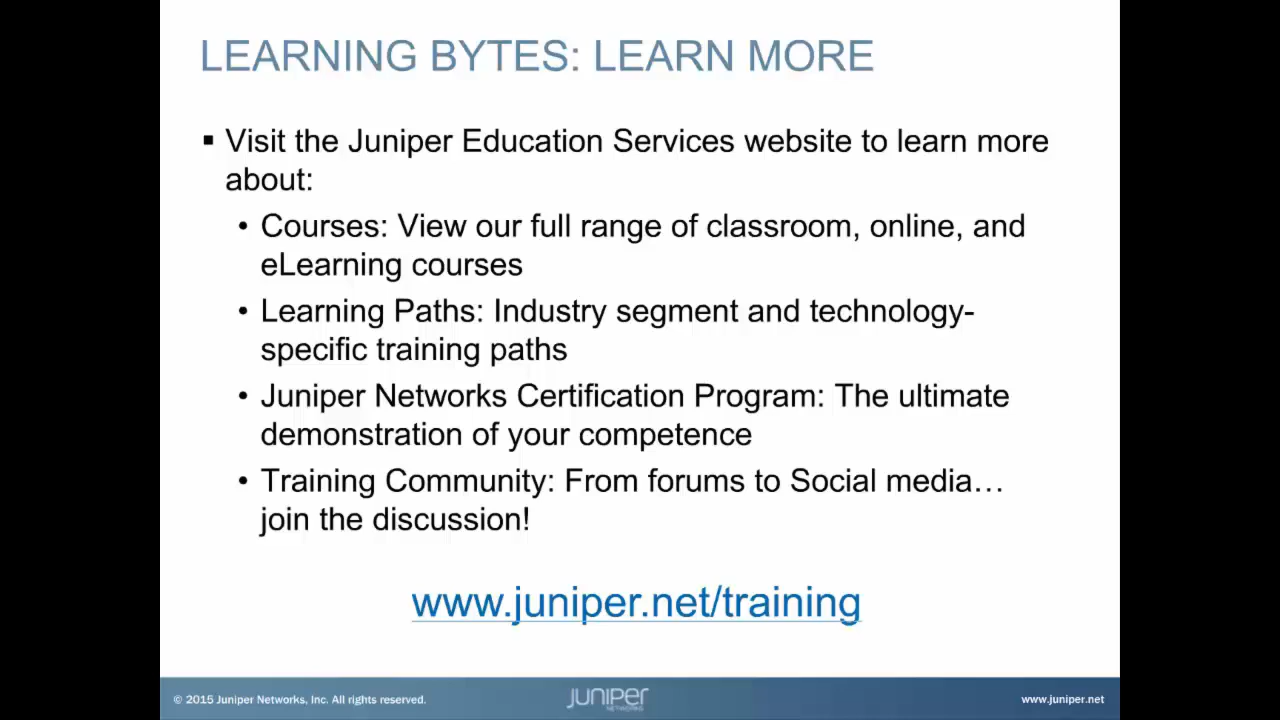 LEARNING BYTES: LEARN MORE
▪ Visit the Juniper Education Services website to learn more
about:
• Courses: View our full range of classroom, online, and
eLearning courses
• Learning Paths: Industry segment and technology-
specific training paths
• Juniper Networks Certification Program: The ultimate
demonstration of your competence
• Training Community: From forums to Social media…
join the discussion!
www.juniper.net/training
© 2015 Juniper Networks, Inc. All rights reserved.
JUNIPER
NETWORKS
www.juniper.net